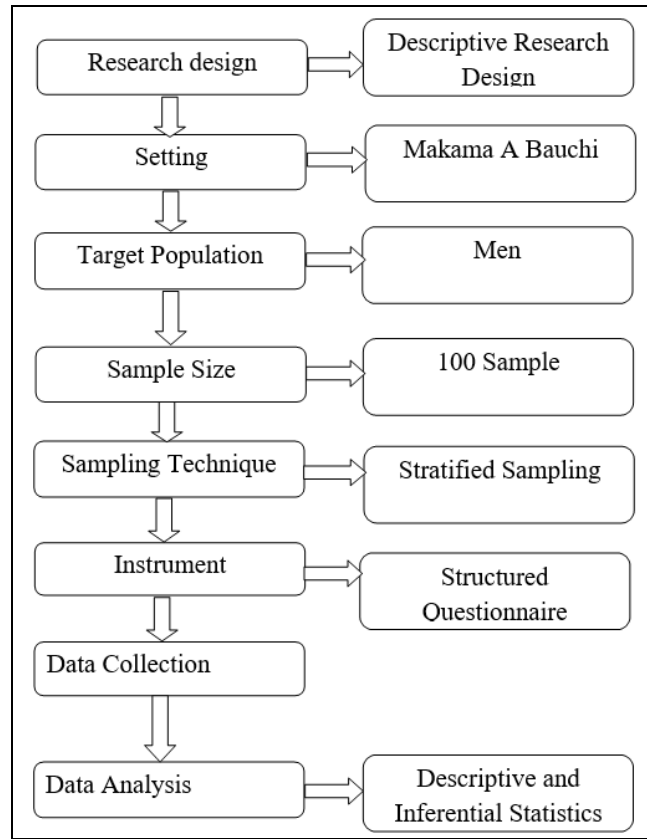 Research design
Descriptive Research
Design
Setting
Makama A Bauchi
Target Population
Men
Sample Size
100 Sample
Sampling Technique
Stratified Sampling
Instrument
Structured
Questionnaire
Data Collection
Data Analysis
Descriptive and
Inferential Statistics